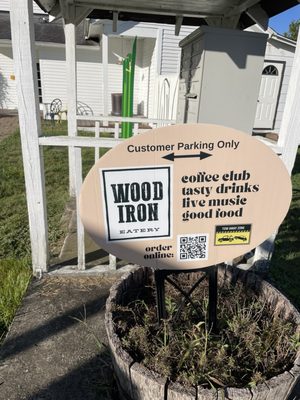 Customer Parking Only
WOOD
IRON
EATERY
coffee club
tasty drinks
live music
good food
order
online: